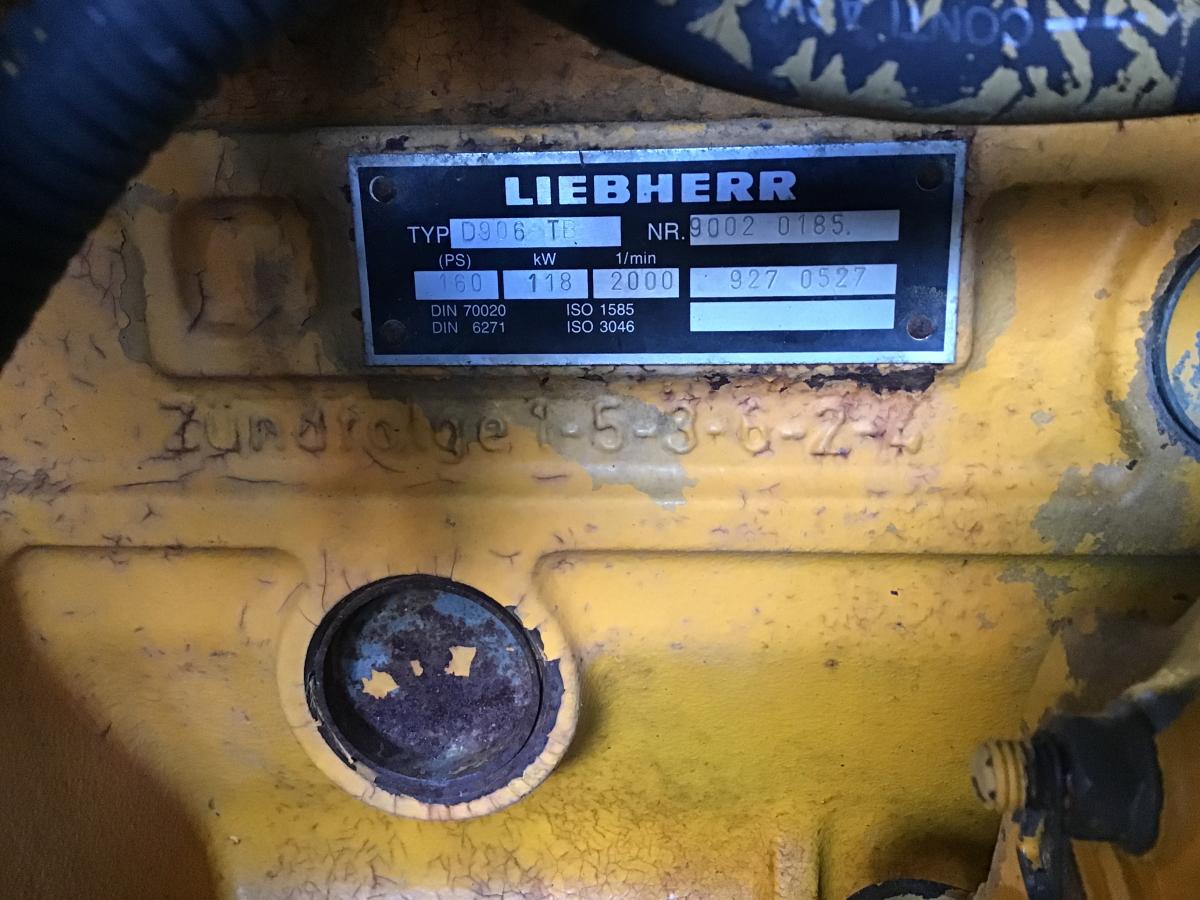 CONTI
LIEBHERR
TYP D906 TB NR. 9002 0185.
(PS) kW 1/min
160 118 2000 927 0527
DIN 70020 ISO 1585
DIN 6271 ISO 3046
Zündfolge 1-5-3-6-2-4